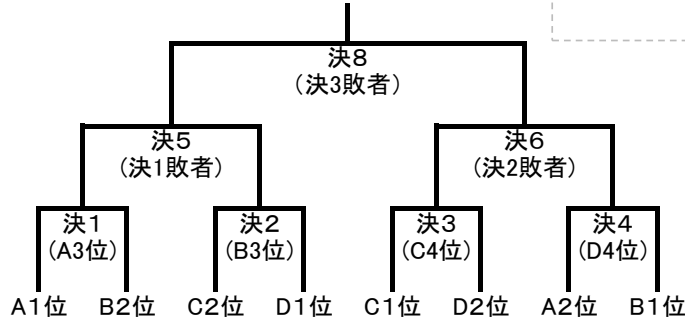 決8
(決3敗者)
決5
(決1敗者)
決6
(決2敗者)
決1
(A3位)
決2
(B3位)
決3
(C4位)
決4
(D4位)
A1位
B2位
C2位
D1位
C1位
D2位
A2位
B1位